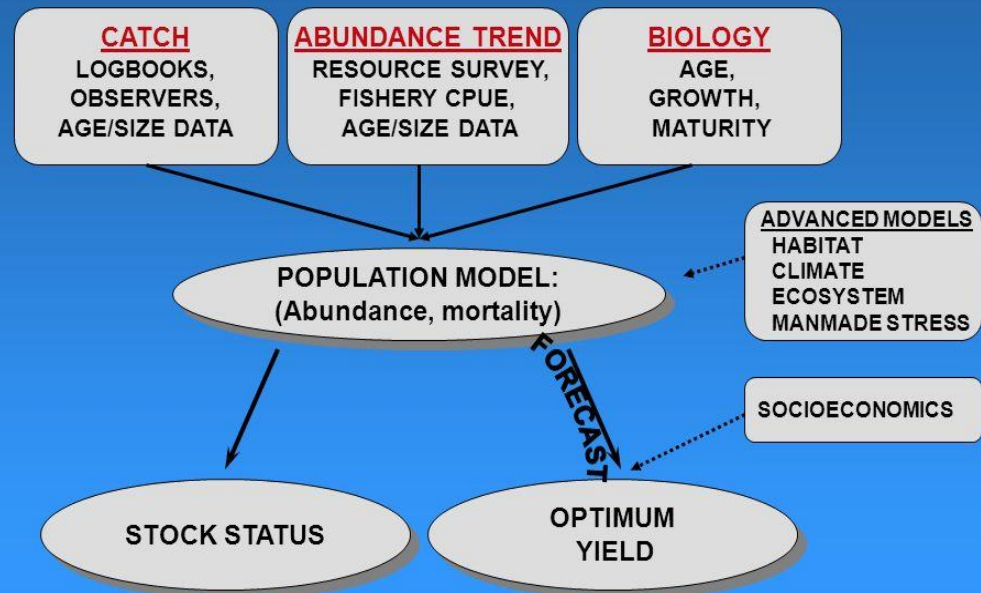 CATCH
LOGBOOKS,
OBSERVERS,
AGE/SIZE DATA
ABUNDANCE TREND
RESOURCE SURVEY,
FISHERY CPUE,
AGE/SIZE DATA
BIOLOGY
AGE,
GROWTH,
MATURITY
ADVANCED MODELS
HABITAT
CLIMATE
ECOSYSTEM
MANMADE STRESS
POPULATION MODEL:
(Abundance, mortality)
FORECAST
SOCIOECONOMICS
STOCK STATUS
OPTIMUM
YIELD